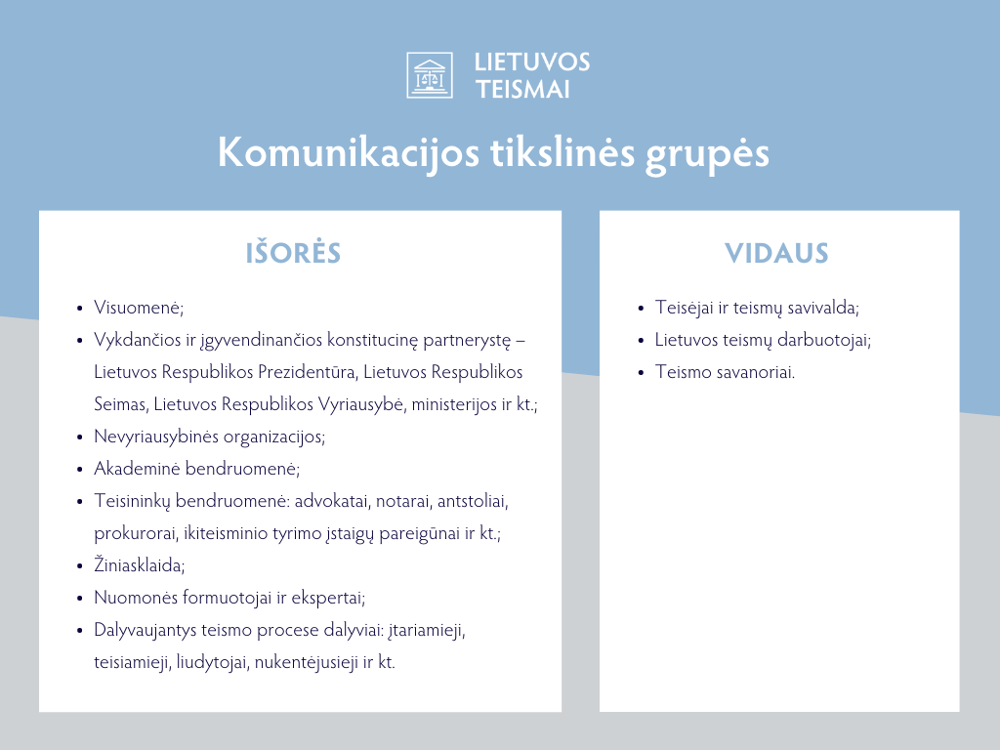 LIETUVOS
TEISMAI
Komunikacijos tikslinės grupės
IŠORĖS
• Visuomenė;
• Vykdančios ir įgyvendinančios konstitucinę partnerystę –
Lietuvos Respublikos Prezidentūra, Lietuvos Respublikos
Seimas, Lietuvos Respublikos Vyriausybė, ministerijos ir kt.;
• Nevyriausybinės organizacijos;
• Akademinė bendruomenė;
• Teisininkų bendruomenė: advokatai, notarai, antstoliai,
prokurorai, ikiteisminio tyrimo įstaigų pareigūnai ir kt.;
• Žiniasklaida;
• Nuomonės formuotojai ir ekspertai;
• Dalyvaujantys teismo procese dalyviai: įtariamieji,
teisiamieji, liudytojai, nukentėjusieji ir kt.
VIDAUS
• Teisėjai ir teismų savivalda;
• Lietuvos teismų darbuotojai;
• Teismo savanoriai.